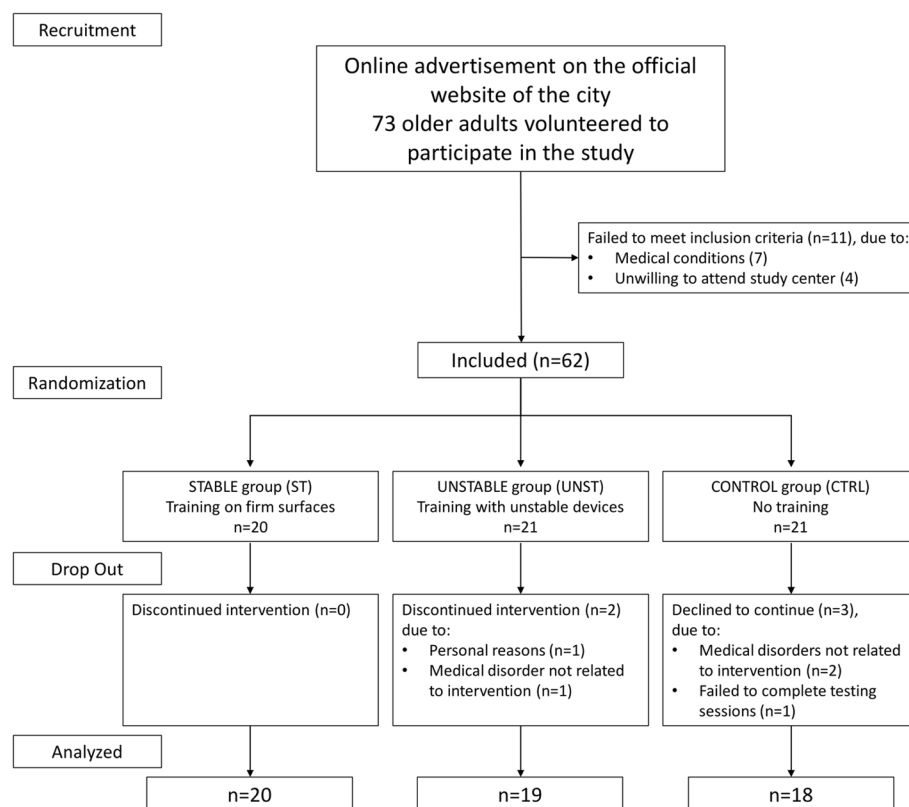 Recruitment
Online advertisement on the official
website of the city
73 older adults volunteered to
participate in the study
Failed to meet inclusion criteria (n=11), due to:
• Medical conditions (7)
• Unwilling to attend study center (4)
Included (n=62)
Randomization
STABLE group (ST)
Training on firm surfaces
n=20
UNSTABLE group (UNST)
Training with unstable devices
n=21
CONTROL group (CTRL)
No training
n=21
Drop Out
Discontinued intervention (n=0)
Discontinued intervention (n=2)
due to:
• Personal reasons (n=1)
• Medical disorder not related
to intervention (n=1)
Declined to continue (n=3),
due to:
• Medical disorders not related
to intervention (n=2)
• Failed to complete testing
sessions (n=1)
Analyzed
n=20
n=19
n=18